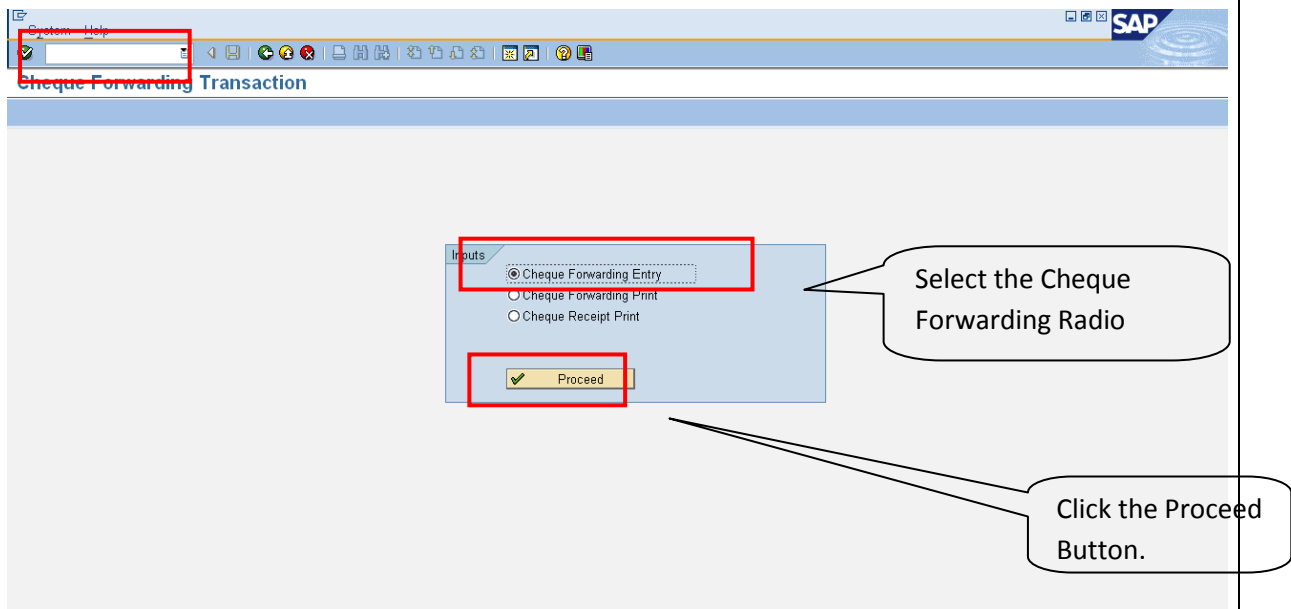 System Help
SAP
Cheque Forwarding Transaction
Inputs
Cheque Forwarding Entry
Cheque Forwarding Print
Cheque Receipt Print
Proceed
Select the Cheque
Forwarding Radio
Click the Proceed
Button.